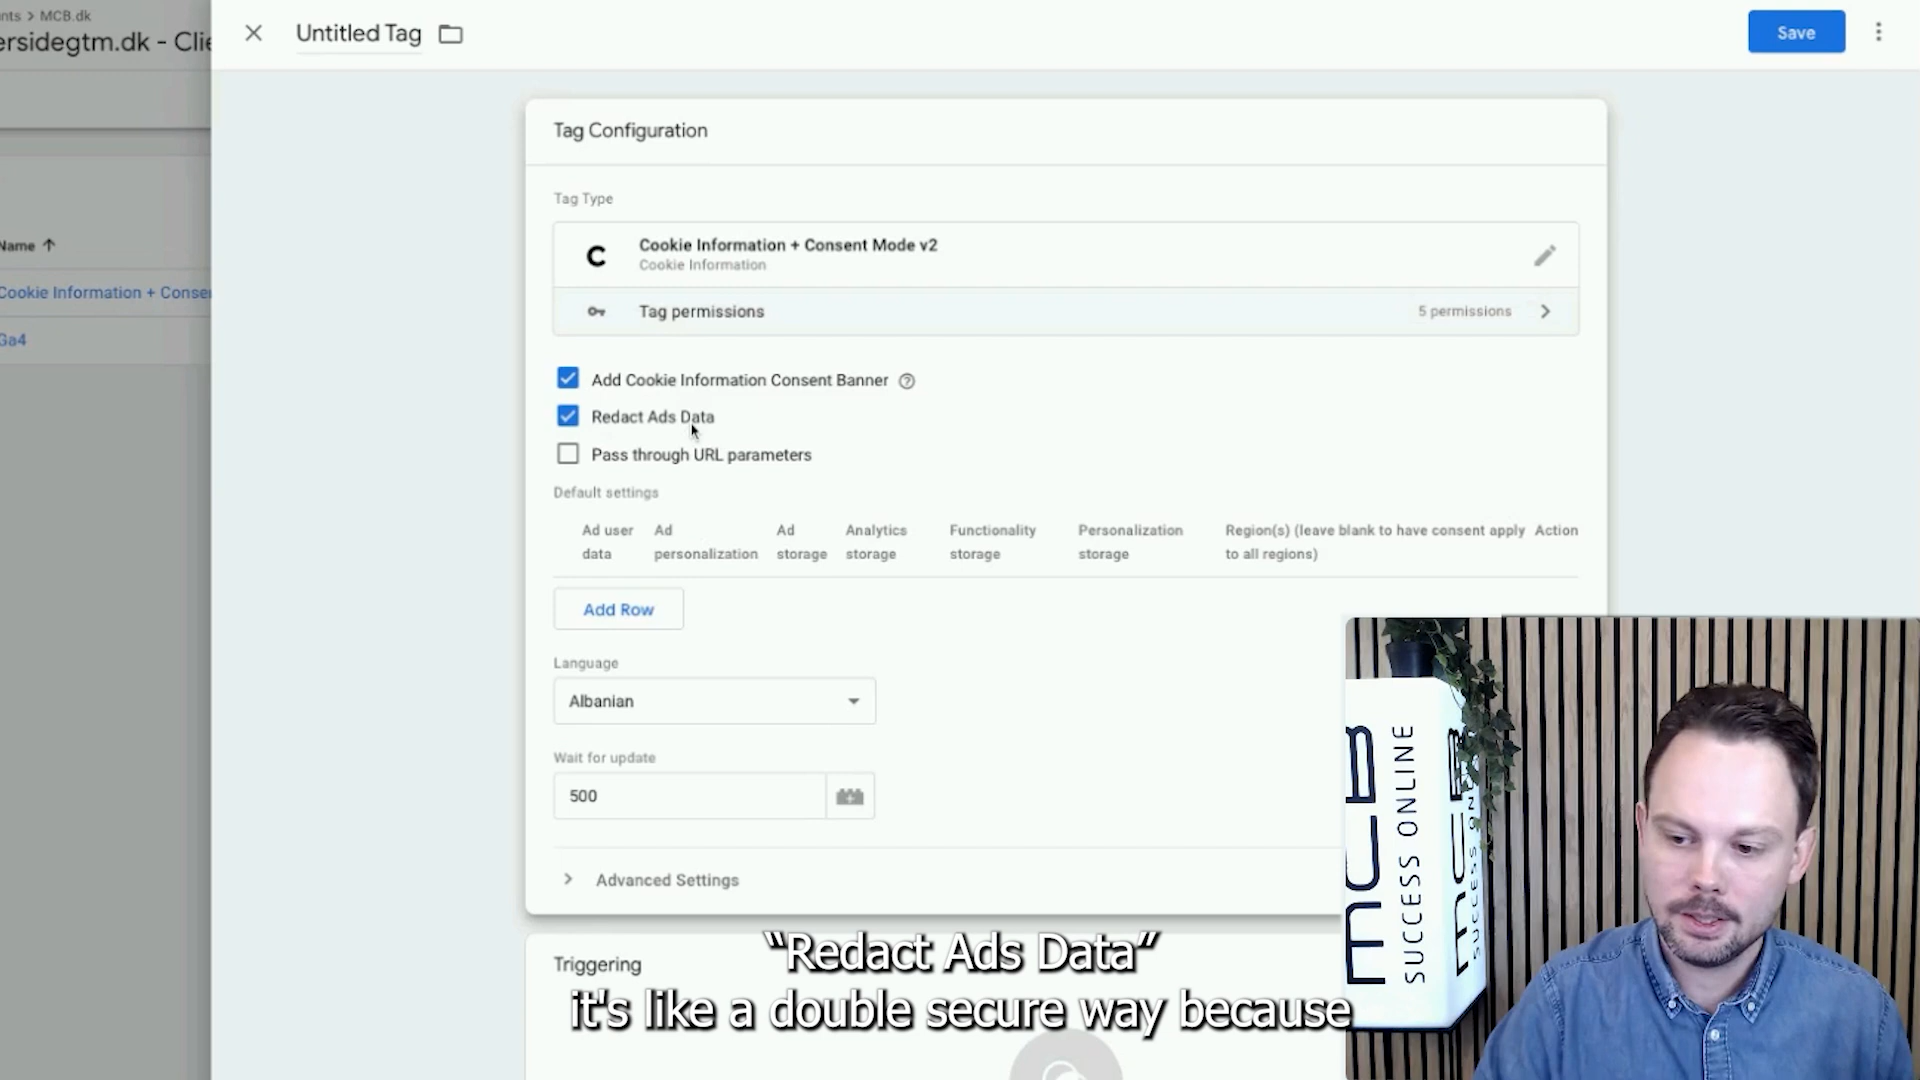 nts > MCB.dk
ersidegtm.dk - Clie
Untitled Tag
Save
Tag Configuration
Tag Type
Name
C
Cookie Information + Consent Mode v2
Cookie Information
Cookie Information + Conse
Tag permissions
5 permissions
Ga4
Add Cookie Information Consent Banner
Redact Ads Data
Pass through URL parameters
Default settings
Ad user data
Ad personalization
Ad storage
Analytics storage
Functionality storage
Personalization storage
Region(s) (leave blank to have consent apply to all regions)
Action
Add Row
Language
Albanian
Wait for update
500
Advanced Settings
Triggering
MCB
SUCCESS ONLINE
MCB
SUCCESS ONL
“Redact Ads Data”
it's like a double secure way because